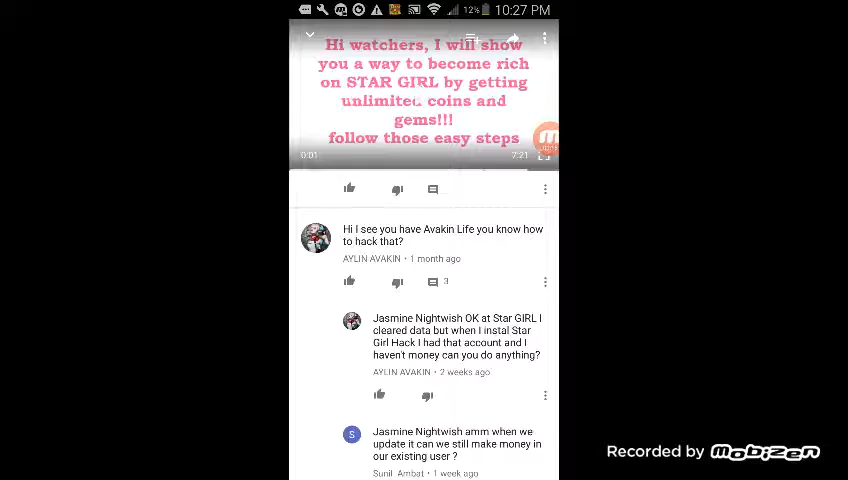 12% 10:27 PM
Hi watchers, I will show
you a way to become rich
on STAR GIRL by getting
unlimited coins and
gems!!!
follow those easy steps
0:01
7:21
Hi I see you have Avakin Life you know how
to hack that?
AYLIN AVAKIN • 1 month ago
3
Jasmine Nightwish OK at Star GIRL I
cleared data but when I instal Star
Girl Hack I had that account and I
haven't money can you do anything?
AYLIN AVAKIN • 2 weeks ago
S
Jasmine Nightwish amm when we
update it can we still make money in
our existing user ?
Sunil Ambat • 1 week ago
Recorded by mobizen